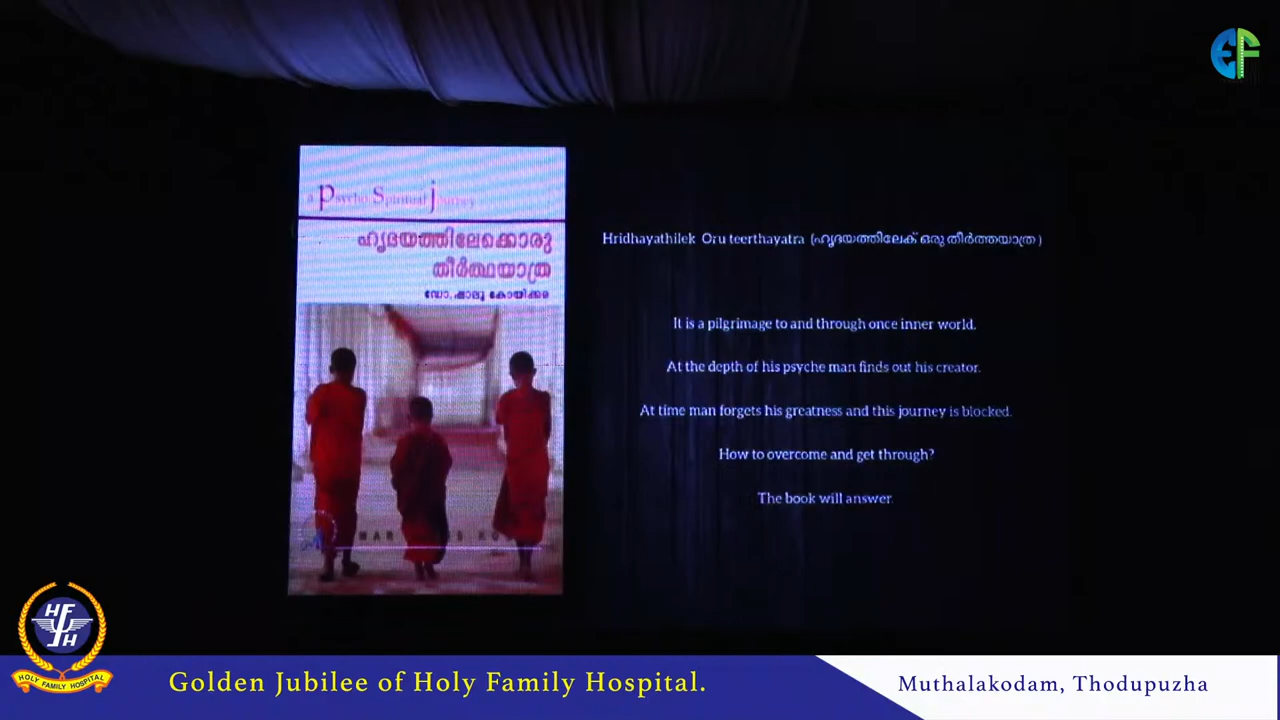 EF
a Psycho Spiritual journey
ഹൃദയത്തിലേക്കൊരു
തീർത്ഥയാത്ര
ഡോ. ഷാലു കോയിക്കര
Hridhayathilek Oru teerthayatra (ഹൃദയത്തിലേക് ഒരു തീർത്തയാത്ര )
It is a pilgrimage to and through once inner world.
At the depth of his psyche man finds out his creator.
At time man forgets his greatness and this journey is blocked.
How to overcome and get through?
The book will answer.
HFH
HOLY FAMILY HOSPITAL
Golden Jubilee of Holy Family Hospital.
Muthalakodam, Thodupuzha